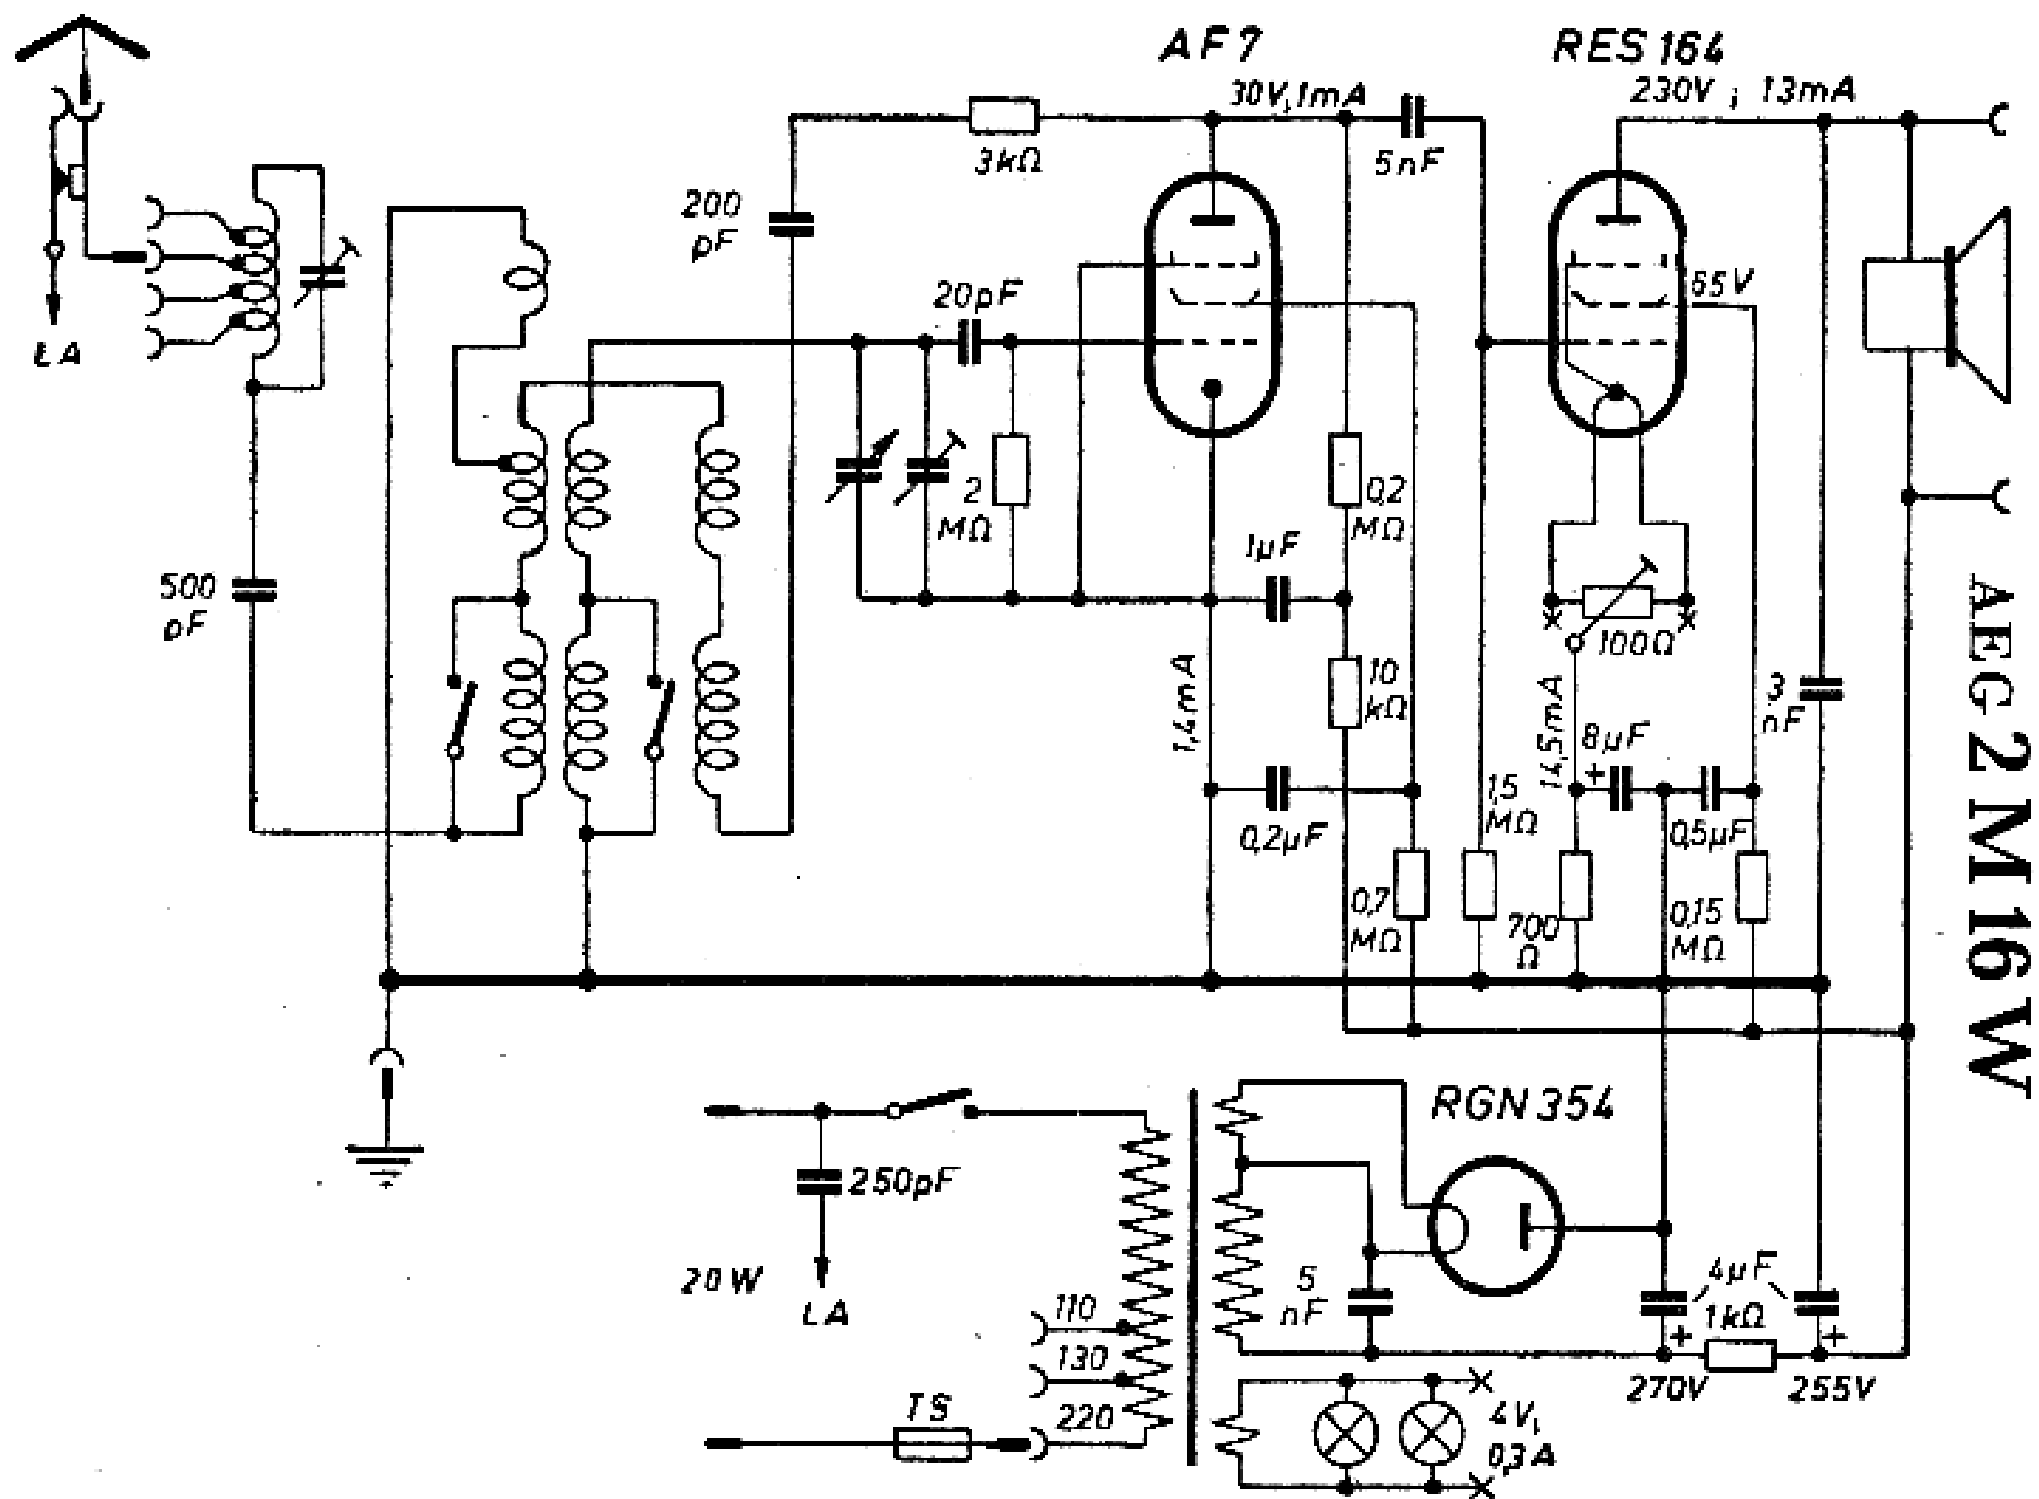 AF7
RES 164
30V, 1mA
230V ; 13mA
3kΩ
5nF
200
pF
20pF
65V
LA
2
MΩ
0,2
MΩ
1µF
500
pF
100Ω
10
kΩ
1,4mA
14,5mA
8µF
+
3
nF
1,5
MΩ
0,2µF
0,5µF
0,7
MΩ
700
Ω
0,15
MΩ
AEG 2 M 16 W
RGN 354
250pF
20W
LA
5
nF
4µF
1kΩ
+
+
110
130
220
270V
255V
TS
4V,
0,3A